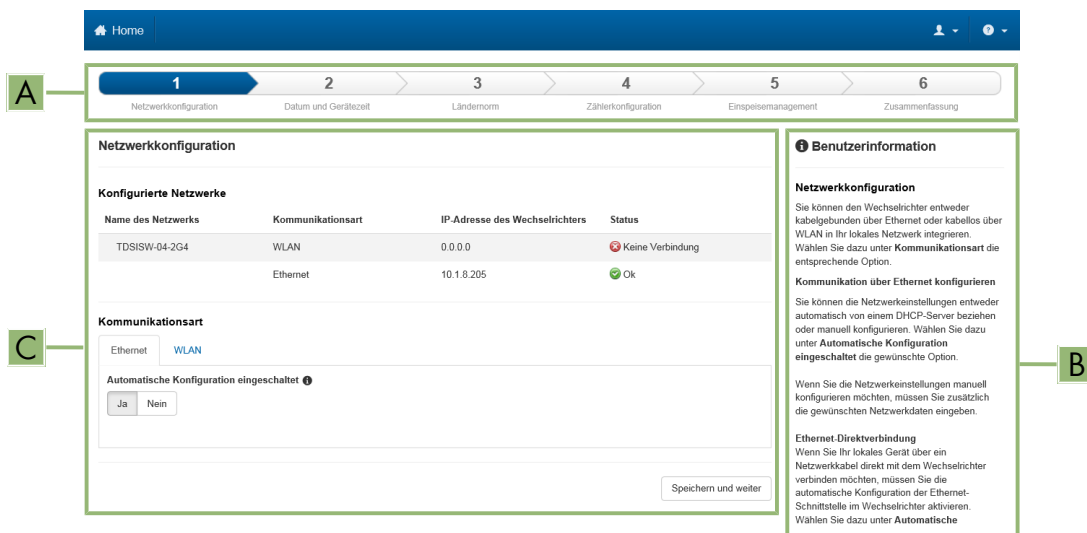 Home
A
1 2 3 4 5 6
Netzwerkkonfiguration Datum und Gerätezeit Ländernorm Zählerkonfiguration Einspeisemanagement Zusammenfassung
C
Netzwerkkonfiguration
Konfigurierte Netzwerke
Name des Netzwerks Kommunikationsart IP-Adresse des Wechselrichters Status
TDSISW-04-2G4 WLAN 0.0.0.0 Keine Verbindung
Ethernet 10.1.8.205 Ok
Kommunikationsart
Ethernet WLAN
Automatische Konfiguration eingeschaltet
Ja Nein
Speichern und weiter
B
Benutzerinformation
Netzwerkkonfiguration
Sie können den Wechselrichter entweder
kabelgebunden über Ethernet oder kabellos über
WLAN in Ihr lokales Netzwerk integrieren.
Wählen Sie dazu unter Kommunikationsart die
entsprechende Option.
Kommunikation über Ethernet konfigurieren
Sie können die Netzwerkeinstellungen entweder
automatisch von einem DHCP-Server beziehen
oder manuell konfigurieren. Wählen Sie dazu
unter Automatische Konfiguration
eingeschaltet die gewünschte Option.
Wenn Sie die Netzwerkeinstellungen manuell
konfigurieren möchten, müssen Sie zusätzlich
die gewünschten Netzwerkdaten eingeben.
Ethernet-Direktverbindung
Wenn Sie Ihr lokales Gerät über ein
Netzwerkkabel direkt mit dem Wechselrichter
verbinden möchten, müssen Sie die
automatische Konfiguration der Ethernet-
Schnittstelle im Wechselrichter aktivieren.
Wählen Sie dazu unter Automatische